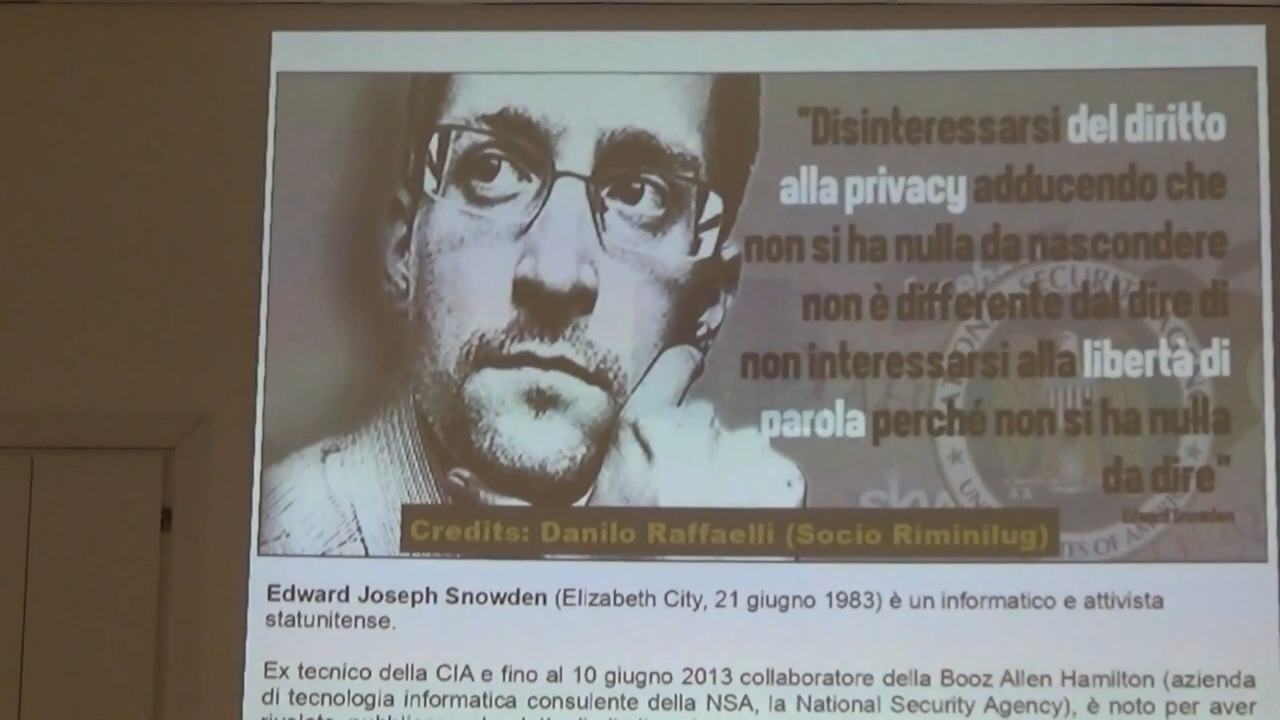 "Disinteressarsi del diritto
alla privacy adducendo che
non si ha nulla da nascondere
non è differente dal dire di
non interessarsi alla libertà di
parola perché non si ha nulla
da dire"
Edward Snowden
sky
Credits: Danilo Raffaelli (Socio Riminilug)
Edward Joseph Snowden (Elizabeth City, 21 giugno 1983) è un informatico e attivista
statunitense.
Ex tecnico della CIA e fino al 10 giugno 2013 collaboratore della Booz Allen Hamilton (azienda
di tecnologia informatica consulente della NSA, la National Security Agency), è noto per aver